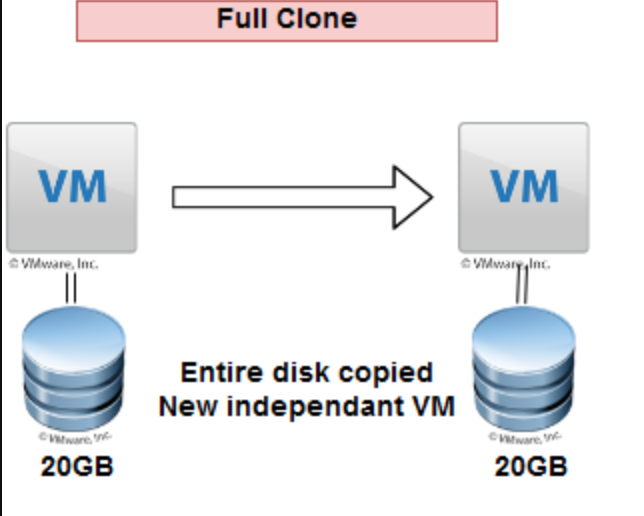 Full Clone
VM
VM
© VMware, Inc.
© VMware, Inc.
Entire disk copied
New independant VM
© VMware, Inc.
© VMware, Inc.
20GB
20GB